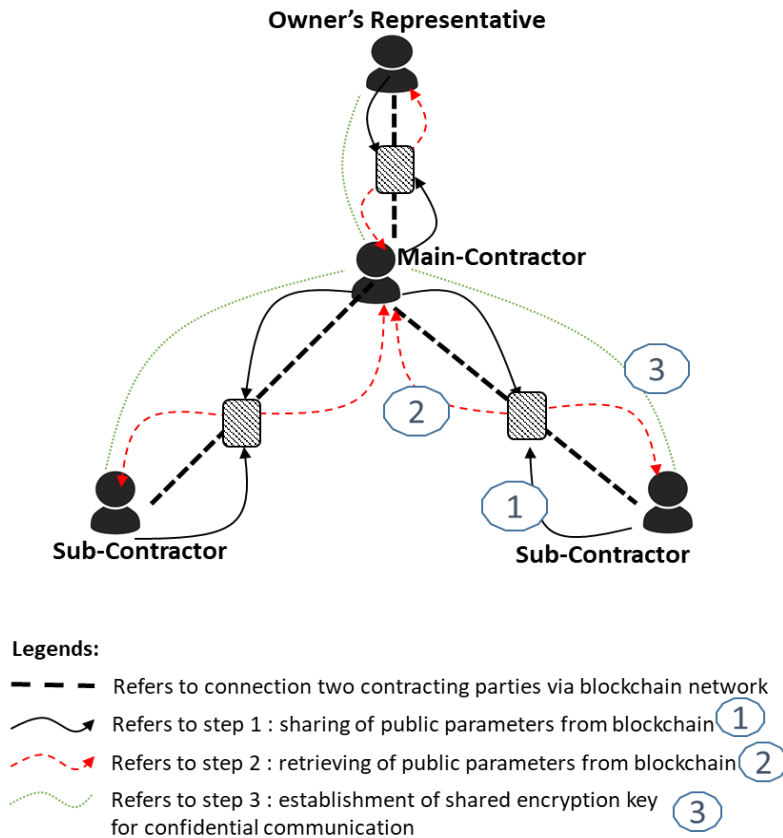 Owner's Representative
Main-Contractor
3
2
1
Sub-Contractor
Sub-Contractor
Legends:
Refers to connection two contracting parties via blockchain network
Refers to step 1 : sharing of public parameters from blockchain 1
Refers to step 2 : retrieving of public parameters from blockchain 2
Refers to step 3 : establishment of shared encryption key
for confidential communication
3